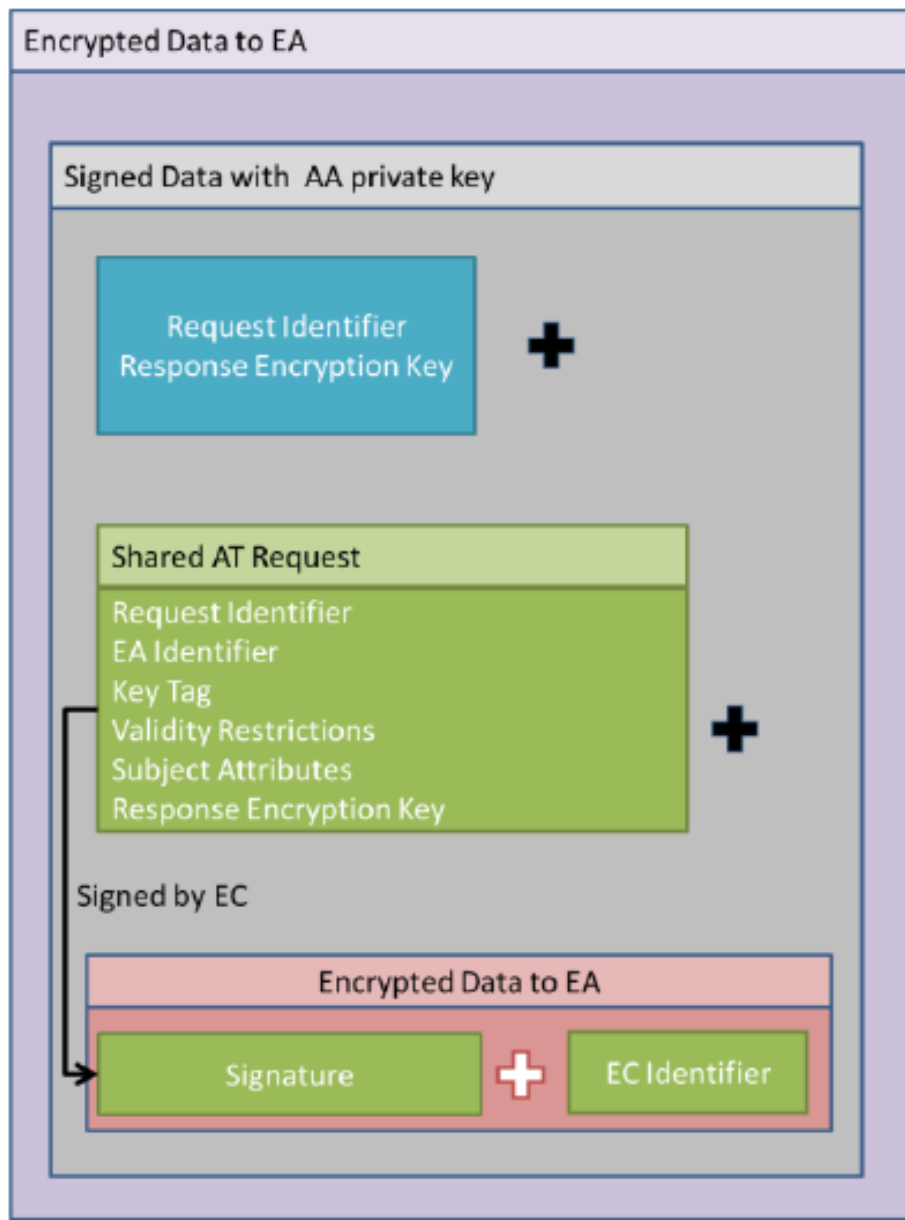 Encrypted Data to EA
Signed Data with AA private key
Request Identifier
Response Encryption Key
Shared AT Request
Request Identifier
EA Identifier
Key Tag
Validity Restrictions
Subject Attributes
Response Encryption Key
Signed by EC
Encrypted Data to EA
Signature
EC Identifier